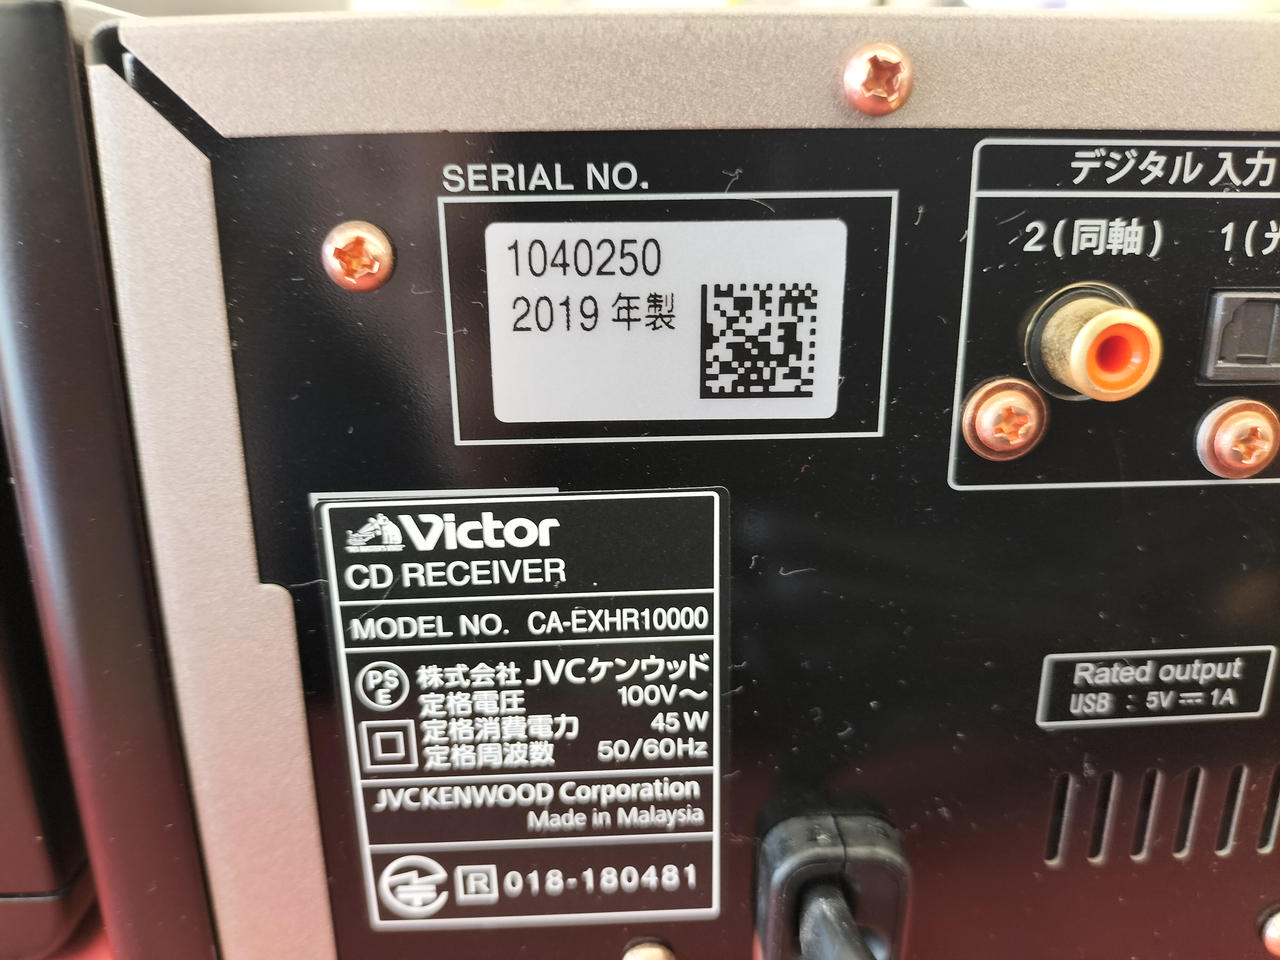 SERIAL NO.
1040250
2019 年製
デジタル 入力
2 (同軸)
1 (光
Victor
CD RECEIVER
MODEL NO. CA-EXHR10000
PS
E
株式会社 JVCケンウッド
定格電圧 100V～
定格消費電力 45W
定格周波数 50/60Hz
JVCKENWOOD Corporation
Made in Malaysia
R 018-180481
Rated output
USB : 5V ⎓ 1A